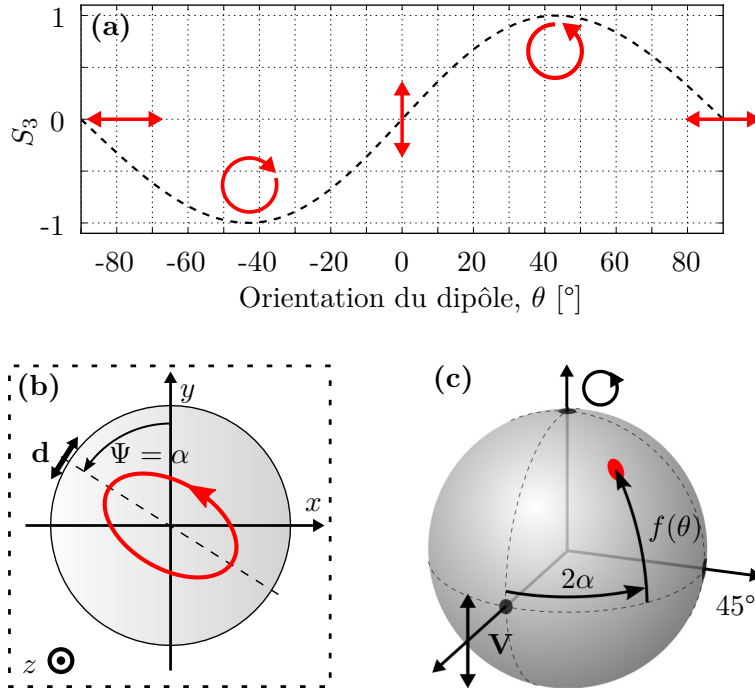 (a)
1
0
-1
S₃
-80 -60 -40 -20 0 20 40 60 80
Orientation du dipôle, θ [°]
(b)
y
d
Ψ = α
x
z
(c)
f(θ)
2α
45°
V